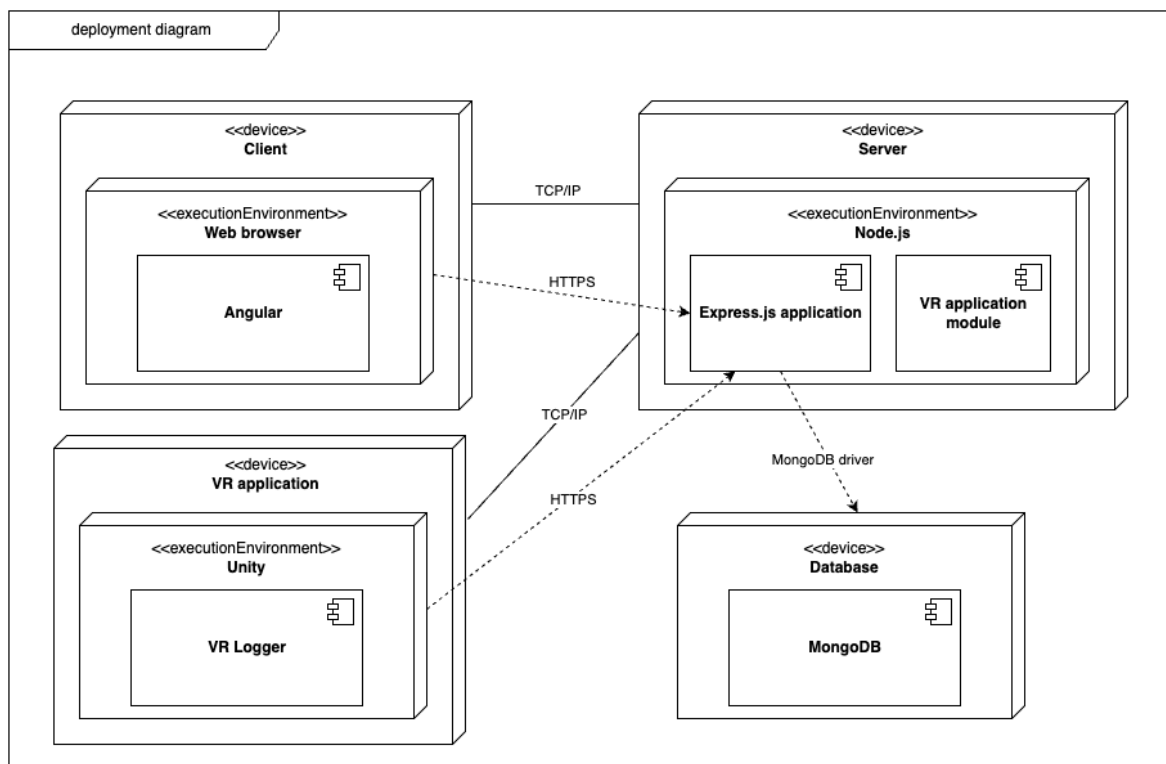 deployment diagram
<<device>>
Client
<<executionEnvironment>>
Web browser
Angular
TCP/IP
HTTPS
<<device>>
Server
<<executionEnvironment>>
Node.js
Express.js application
VR application
module
TCP/IP
HTTPS
MongoDB driver
<<device>>
VR application
<<executionEnvironment>>
Unity
VR Logger
<<device>>
Database
MongoDB